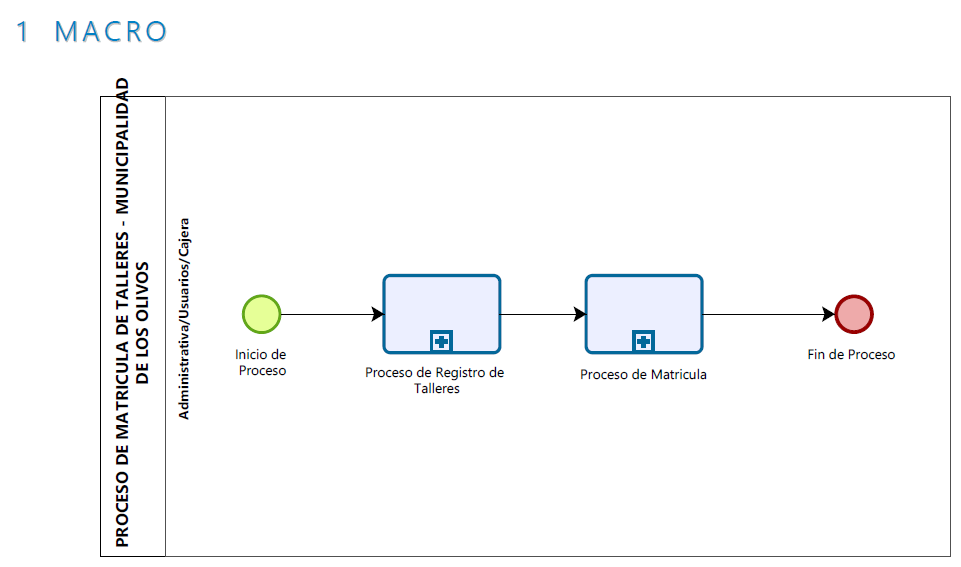 1 MACRO
PROCESO DE MATRICULA DE TALLERES - MUNICIPALIDAD
DE LOS OLIVOS
Administrativa/Usuarios/Cajera
Inicio de
Proceso
Proceso de Registro de
Talleres
Proceso de Matricula
Fin de Proceso